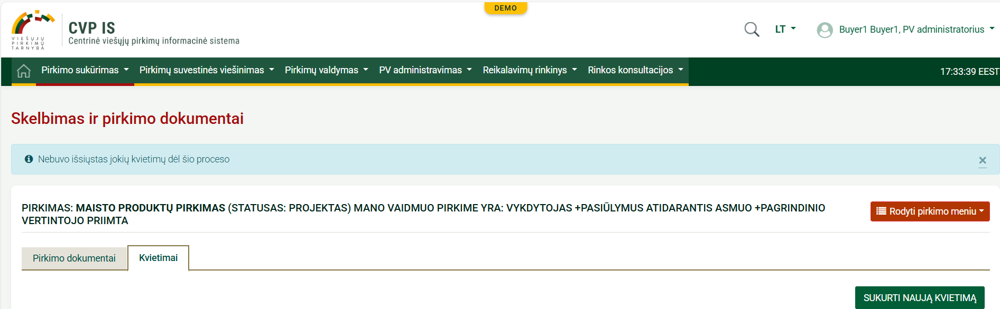 DEMO
VIEŠŲJŲ
PIRKIMŲ
TARNYBA
CVP IS
Centrinė viešųjų pirkimų informacinė sistema
LT
Buyer1 Buyer1, PV administratorius
Pirkimo sukūrimas
Pirkimų suvestinės viešinimas
Pirkimų valdymas
PV administravimas
Reikalavimų rinkinys
Rinkos konsultacijos
17:33:39 EEST
Skelbimas ir pirkimo dokumentai
Nebuvo išsiųstas jokių kvietimų dėl šio proceso
×
PIRKIMAS: MAISTO PRODUKTŲ PIRKIMAS (STATUSAS: PROJEKTAS) MANO VAIDMUO PIRKIME YRA: VYKDYTOJAS +PASIŪLYMUS ATIDARANTIS ASMUO +PAGRINDINIO
VERTINTOJO PRIIMTA
Rodyti pirkimo meniu
Pirkimo dokumentai
Kvietimai
SUKURTI NAUJĄ KVIETIMĄ